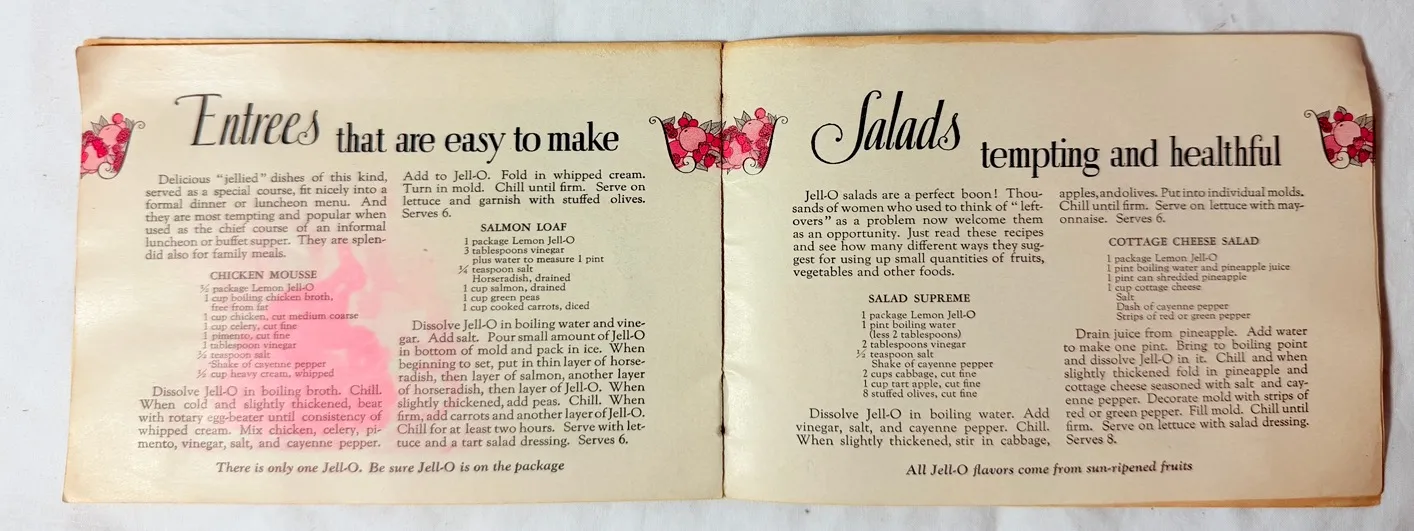 Entrees that are easy to make
Delicious "jellied" dishes of this kind,
served as a special course, fit nicely into a
formal dinner or luncheon menu. And
they are most tempting and popular when
used as the chief course of an informal
luncheon or buffet supper. They are splen-
did also for family meals.
CHICKEN MOUSSE
½ package Lemon Jell-O
1 cup boiling chicken broth,
free from fat
1 cup chicken, cut medium coarse
1 cup celery, cut fine
1 pimento, cut fine
1 tablespoon vinegar
½ teaspoon salt
Shake of cayenne pepper
½ cup heavy cream, whipped
Dissolve Jell-O in boiling broth. Chill.
When cold and slightly thickened, beat
with rotary egg-beater until consistency of
whipped cream. Mix chicken, celery, pi-
mento, vinegar, salt, and cayenne pepper.
Add to Jell-O. Fold in whipped cream.
Turn in mold. Chill until firm. Serve on
lettuce and garnish with stuffed olives.
Serves 6.
SALMON LOAF
1 package Lemon Jell-O
3 tablespoons vinegar
plus water to measure 1 pint
¾ teaspoon salt
Horseradish, drained
1 cup salmon, drained
1 cup green peas
1 cup cooked carrots, diced
Dissolve Jell-O in boiling water and vine-
gar. Add salt. Pour small amount of Jell-O
in bottom of mold and pack in ice. When
beginning to set, put in thin layer of horse-
radish, then layer of salmon, another layer
of horseradish, then layer of Jell-O. When
slightly thickened, add peas. Chill. When
firm, add carrots and another layer of Jell-O.
Chill for at least two hours. Serve with let-
tuce and a tart salad dressing. Serves 6.
There is only one Jell-O. Be sure Jell-O is on the package
Salads tempting and healthful
Jell-O salads are a perfect boon! Thou-
sands of women who used to think of "left-
overs" as a problem now welcome them
as an opportunity. Just read these recipes
and see how many different ways they sug-
gest for using up small quantities of fruits,
vegetables and other foods.
SALAD SUPREME
1 package Lemon Jell-O
1 pint boiling water
(less 2 tablespoons)
2 tablespoons vinegar
½ teaspoon salt
Shake of cayenne pepper
2 cups cabbage, cut fine
1 cup tart apple, cut fine
8 stuffed olives, cut fine
Dissolve Jell-O in boiling water. Add
vinegar, salt, and cayenne pepper. Chill.
When slightly thickened, stir in cabbage,
apples, and olives. Put into individual molds.
Chill until firm. Serve on lettuce with may-
onnaise. Serves 6.
COTTAGE CHEESE SALAD
1 package Lemon Jell-O
1 pint boiling water and pineapple juice
1 pint can shredded pineapple
1 cup cottage cheese
Salt
Dash of cayenne pepper
Strips of red or green pepper
Drain juice from pineapple. Add water
to make one pint. Bring to boiling point
and dissolve Jell-O in it. Chill and when
slightly thickened fold in pineapple and
cottage cheese seasoned with salt and cay-
enne pepper. Decorate mold with strips of
red or green pepper. Fill mold. Chill until
firm. Serve on lettuce with salad dressing.
Serves 8.
All Jell-O flavors come from sun-ripened fruits